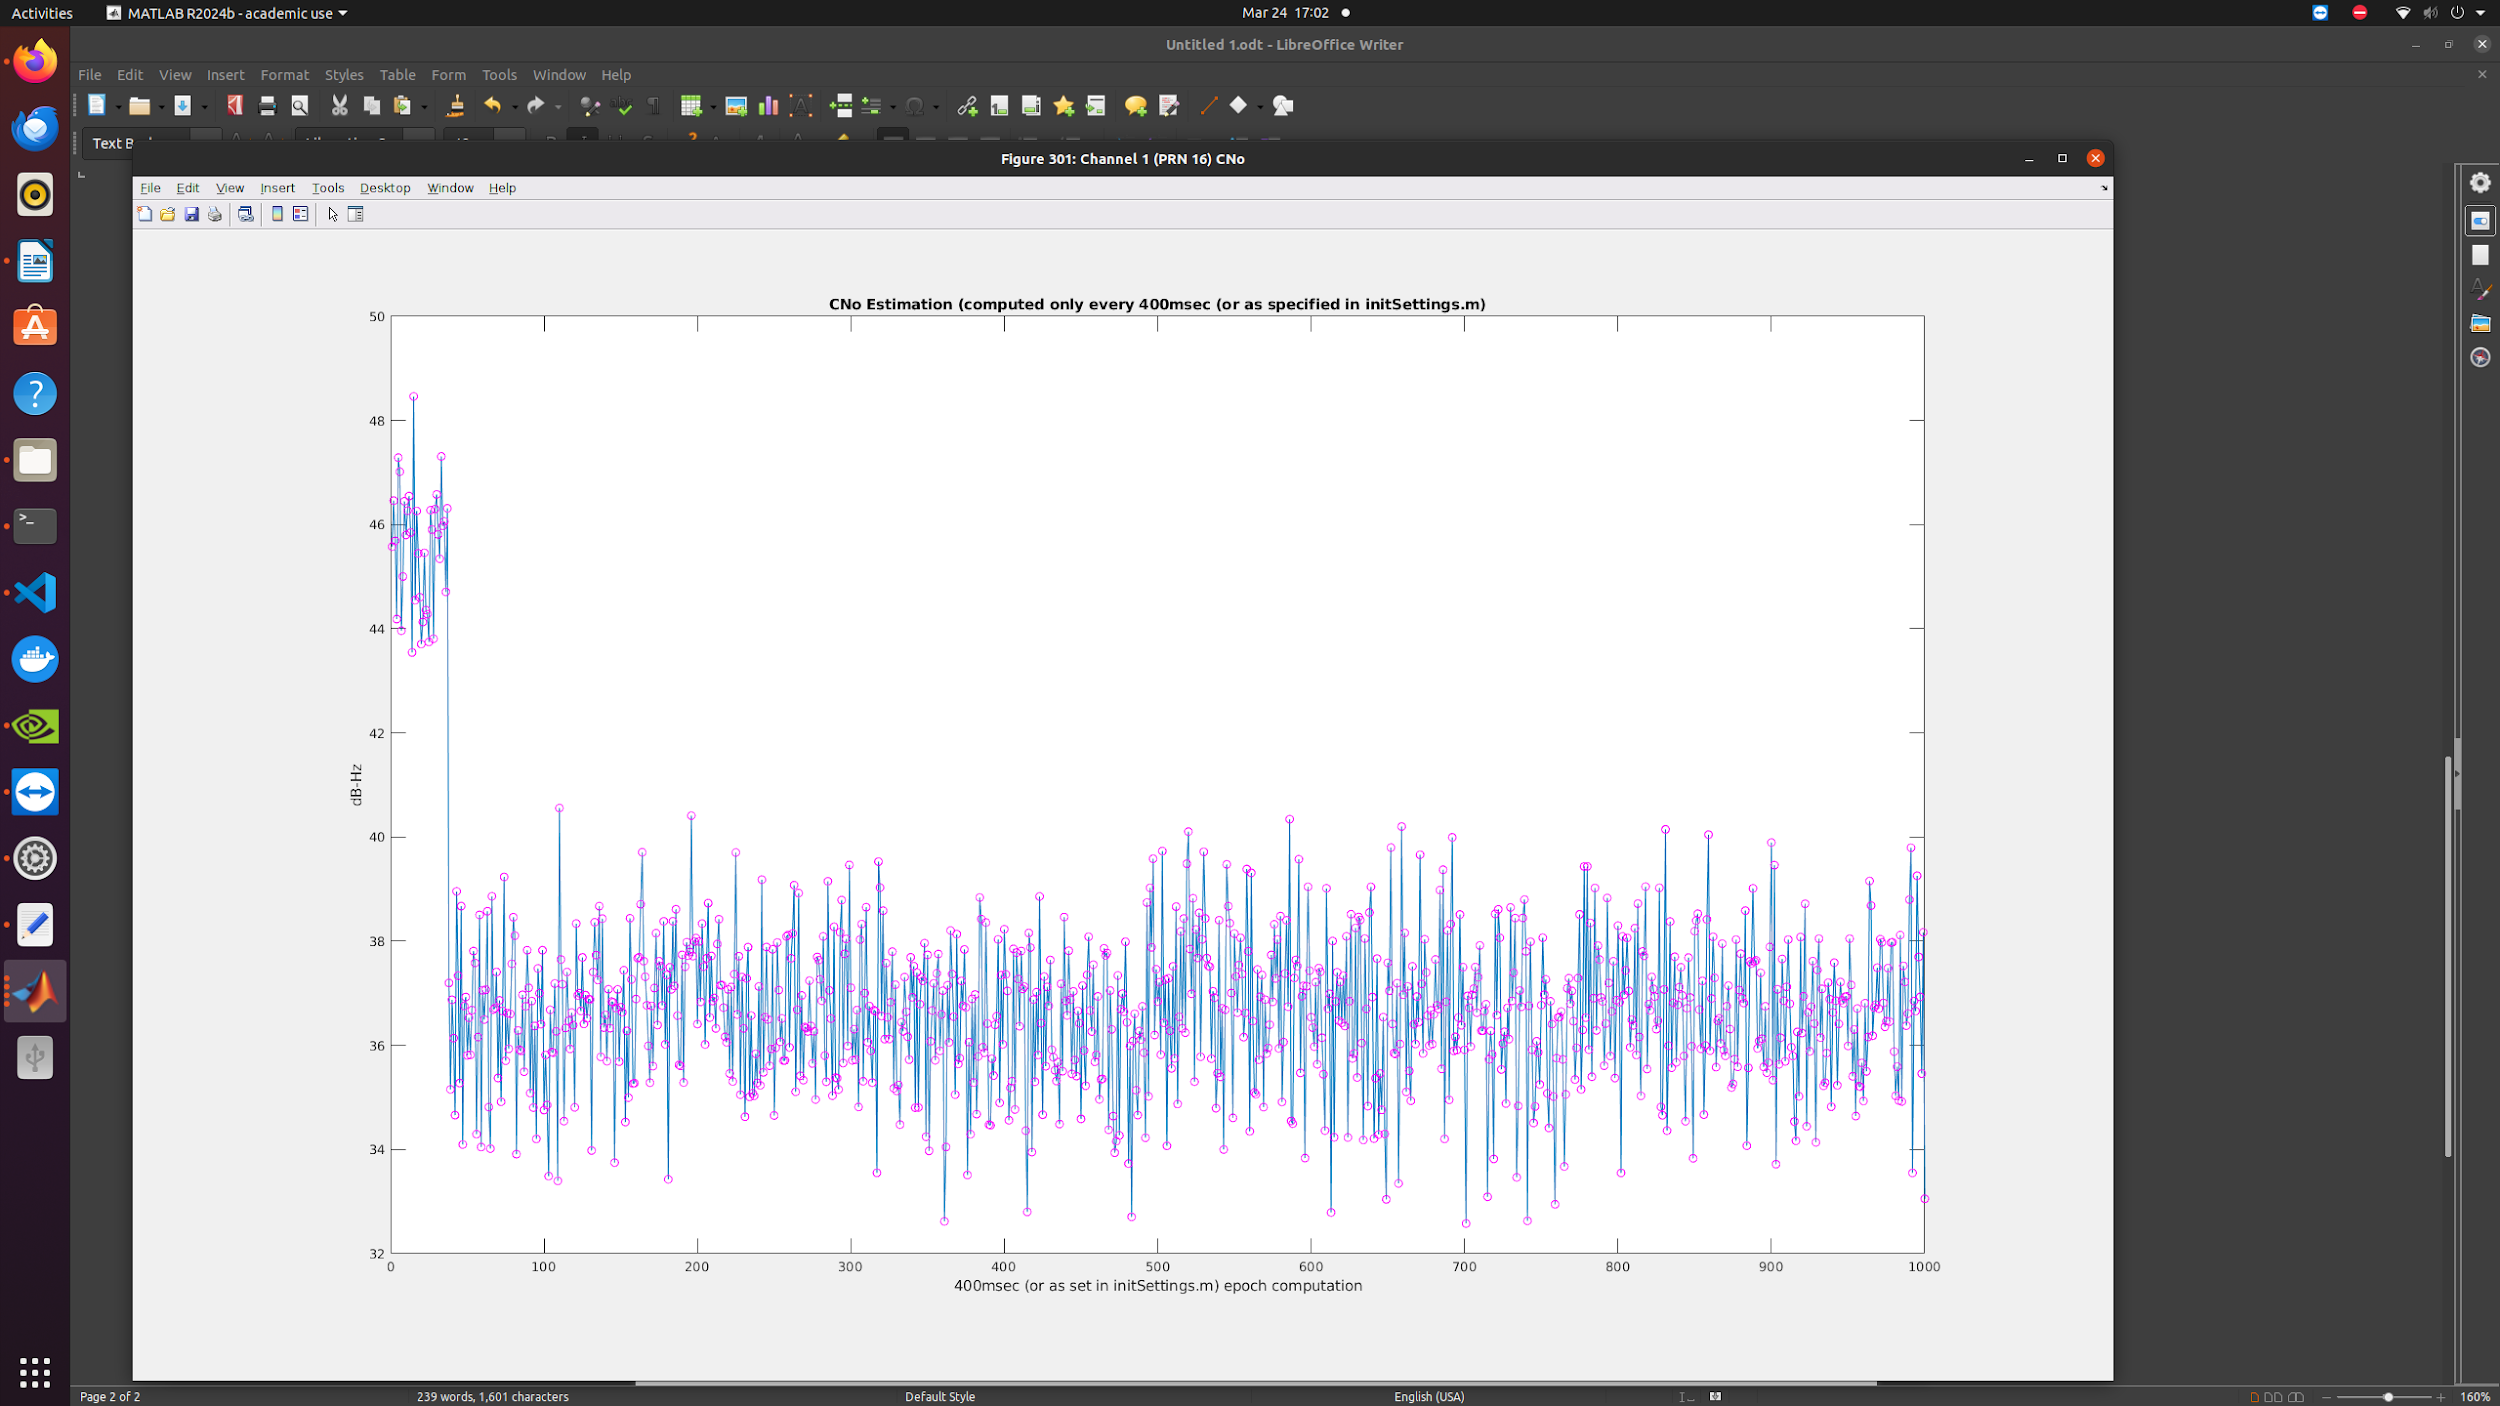 Activities MATLAB R2024b - academic use Mar 24 17:02
Untitled 1.odt - LibreOffice Writer
File Edit View Insert Format Styles Table Form Tools Window Help
Text B
Figure 301: Channel 1 (PRN 16) CNo
File Edit View Insert Tools Desktop Window Help
CNo Estimation (computed only every 400msec (or as specified in initSettings.m)
50
48
46
44
42
dB-Hz
40
38
36
34
32
0 100 200 300 400 500 600 700 800 900 1000
400msec (or as set in initSettings.m) epoch computation
Page 2 of 2 239 words, 1,601 characters Default Style English (USA) 160%